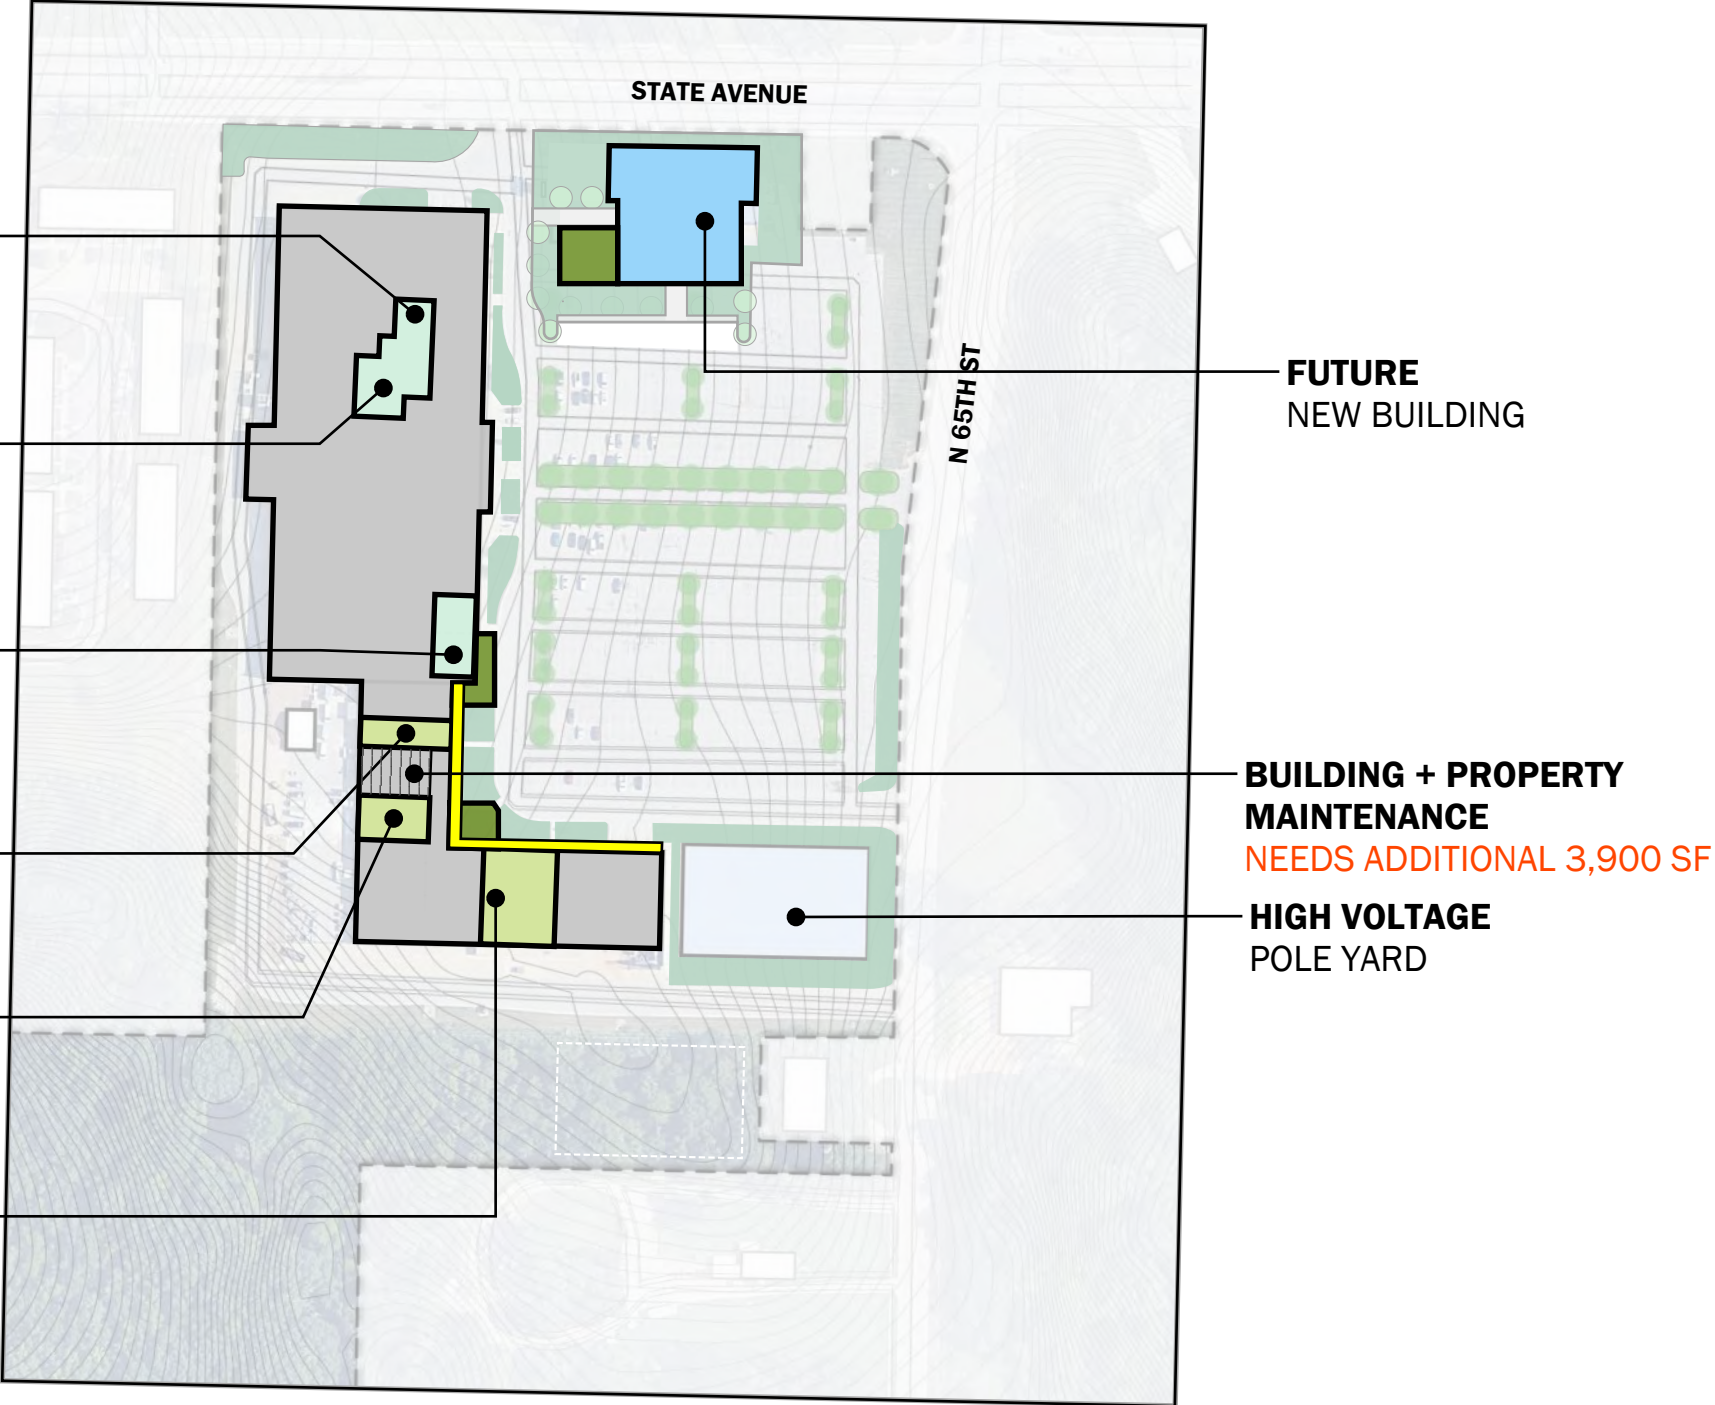 STATE AVENUE
N 65TH ST
FUTURE
NEW BUILDING
BUILDING + PROPERTY
MAINTENANCE
NEEDS ADDITIONAL 3,900 SF
HIGH VOLTAGE
POLE YARD